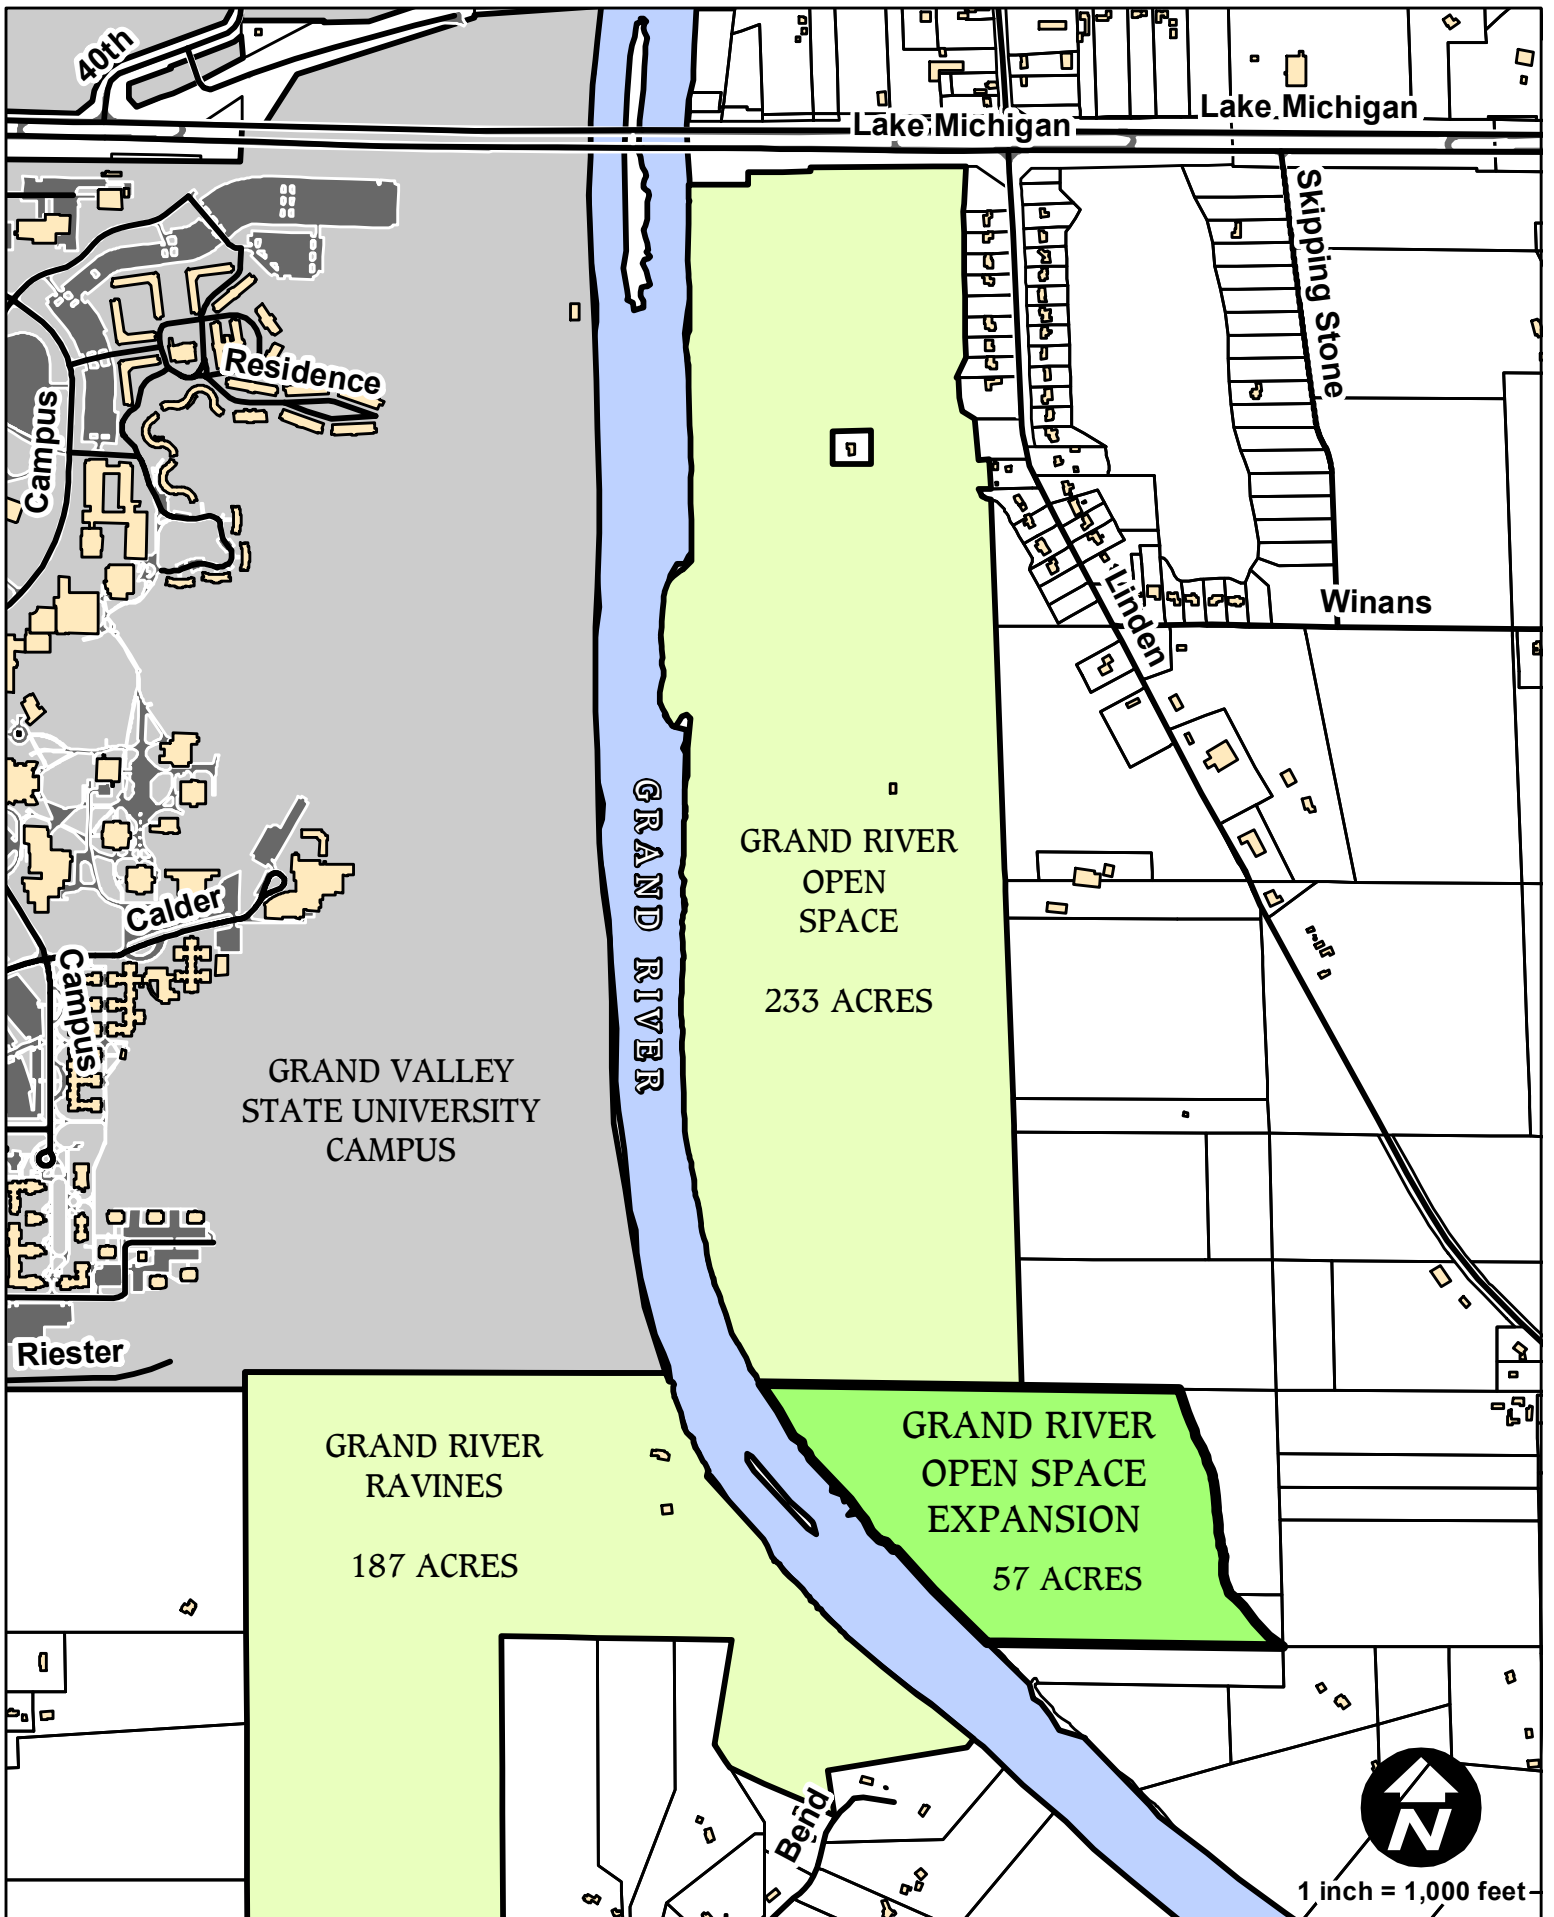 40th
Lake Michigan
Lake Michigan
Skipping Stone
Residence
Campus
Linden
Winans
GRAND RIVER
GRAND RIVER
OPEN
SPACE
233 ACRES
Calder
Campus
GRAND VALLEY
STATE UNIVERSITY
CAMPUS
Riester
GRAND RIVER
RAVINES
187 ACRES
GRAND RIVER
OPEN SPACE
EXPANSION
57 ACRES
Bend
N
1 inch = 1,000 feet